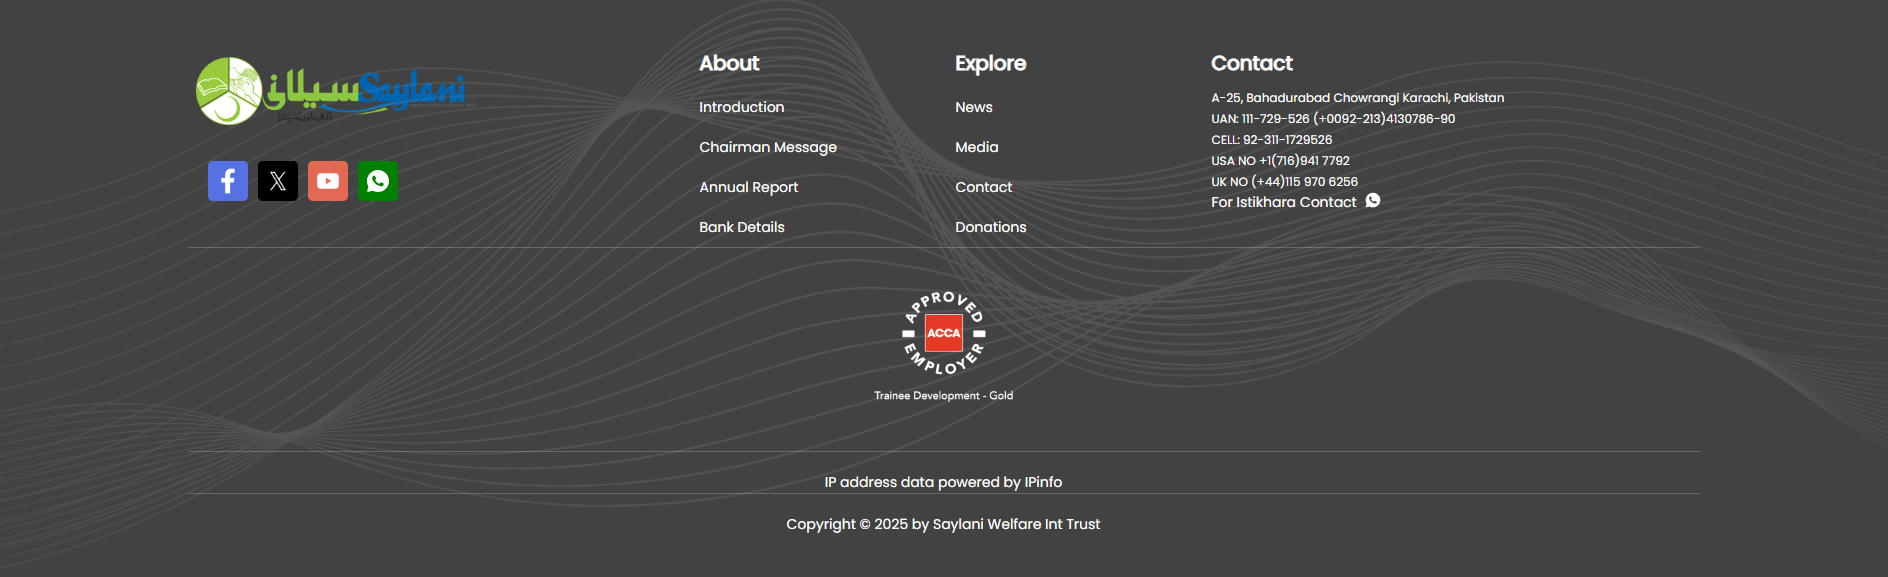 سیلانی Saylani
About
Introduction
Chairman Message
Annual Report
Bank Details
Explore
News
Media
Contact
Donations
Contact
A-25, Bahadurabad Chowrangi Karachi, Pakistan
UAN: 111-729-526 (+0092-213)4130786-90
CELL: 92-311-1729526
USA NO +1(716)941 7792
UK NO (+44)115 970 6256
For Istikhara Contact
APPROVED
ACCA
EMPLOYER
Trainee Development - Gold
IP address data powered by IPinfo
Copyright © 2025 by Saylani Welfare Int Trust